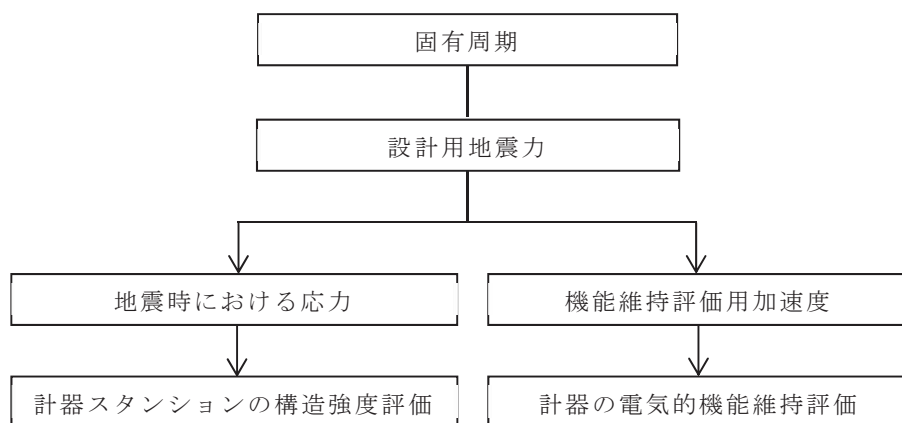 固有周期
設計用地震力
地震時における応力
機能維持評価用加速度
計器スタンションの構造強度評価
計器の電気的機能維持評価